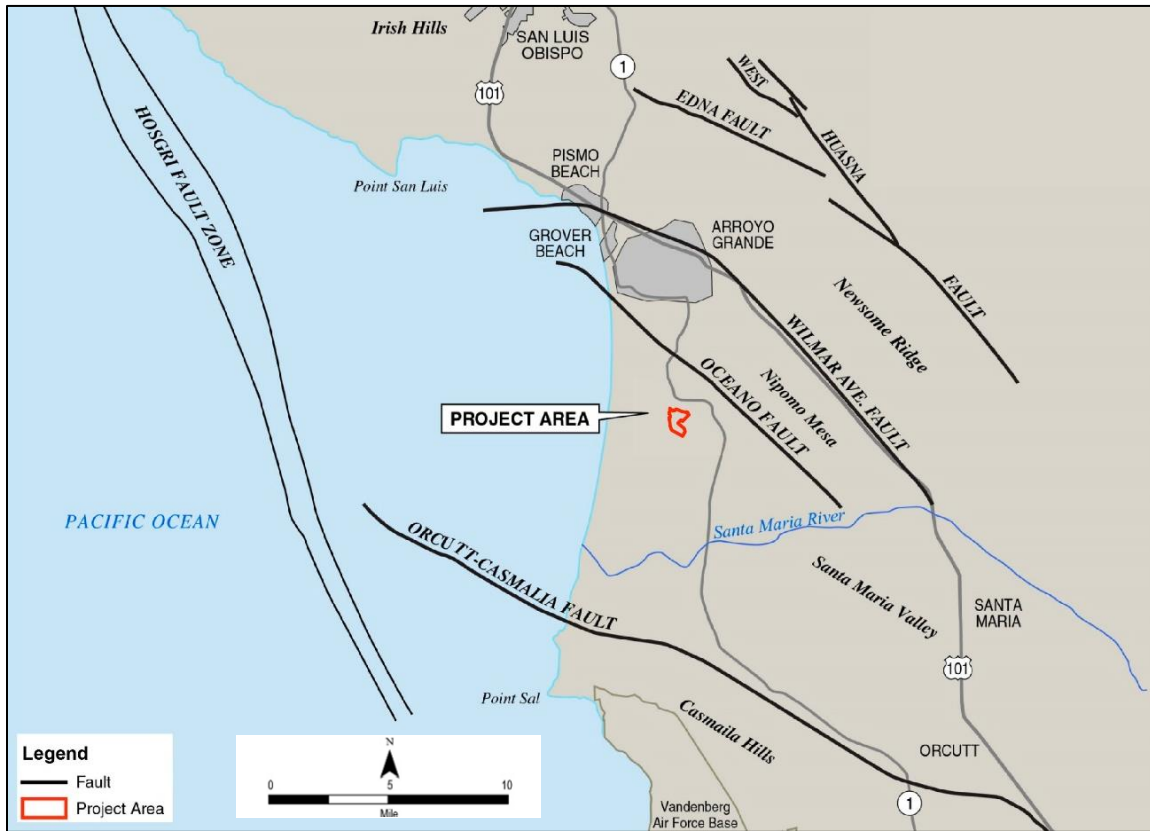 Irish Hills
SAN LUIS
OBISPO
1
101
WEST
HUASNA
FAULT
EDNA FAULT
HOSGRI FAULT ZONE
PISMO
BEACH
Point San Luis
ARROYO
GRANDE
GROVER
BEACH
Newsome Ridge
WILMAR AVE. FAULT
Nipomo Mesa
OCEANO FAULT
PROJECT AREA
PACIFIC OCEAN
Santa Maria River
ORCUTT-CASMALIA FAULT
Santa Maria Valley
SANTA
MARIA
101
Point Sal
Casmaila Hills
ORCUTT
1
Vandenberg
Air Force Base
Legend
Fault
Project Area
N
0 5 10
Mile